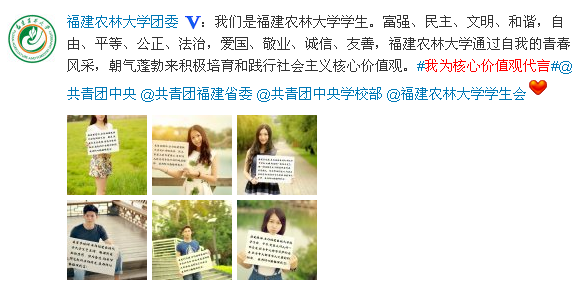 福建农林大学团委 V：我们是福建农林大学学生。富强、民主、文明、和谐，自
由、平等、公正、法治，爱国、敬业、诚信、友善，福建农林大学通过自我的青春
风采，朝气蓬勃来积极培育和践行社会主义核心价值观。#我为核心价值观代言#@
共青团中央 @共青团福建省委 @共青团中央学校部 @福建农林大学学生会